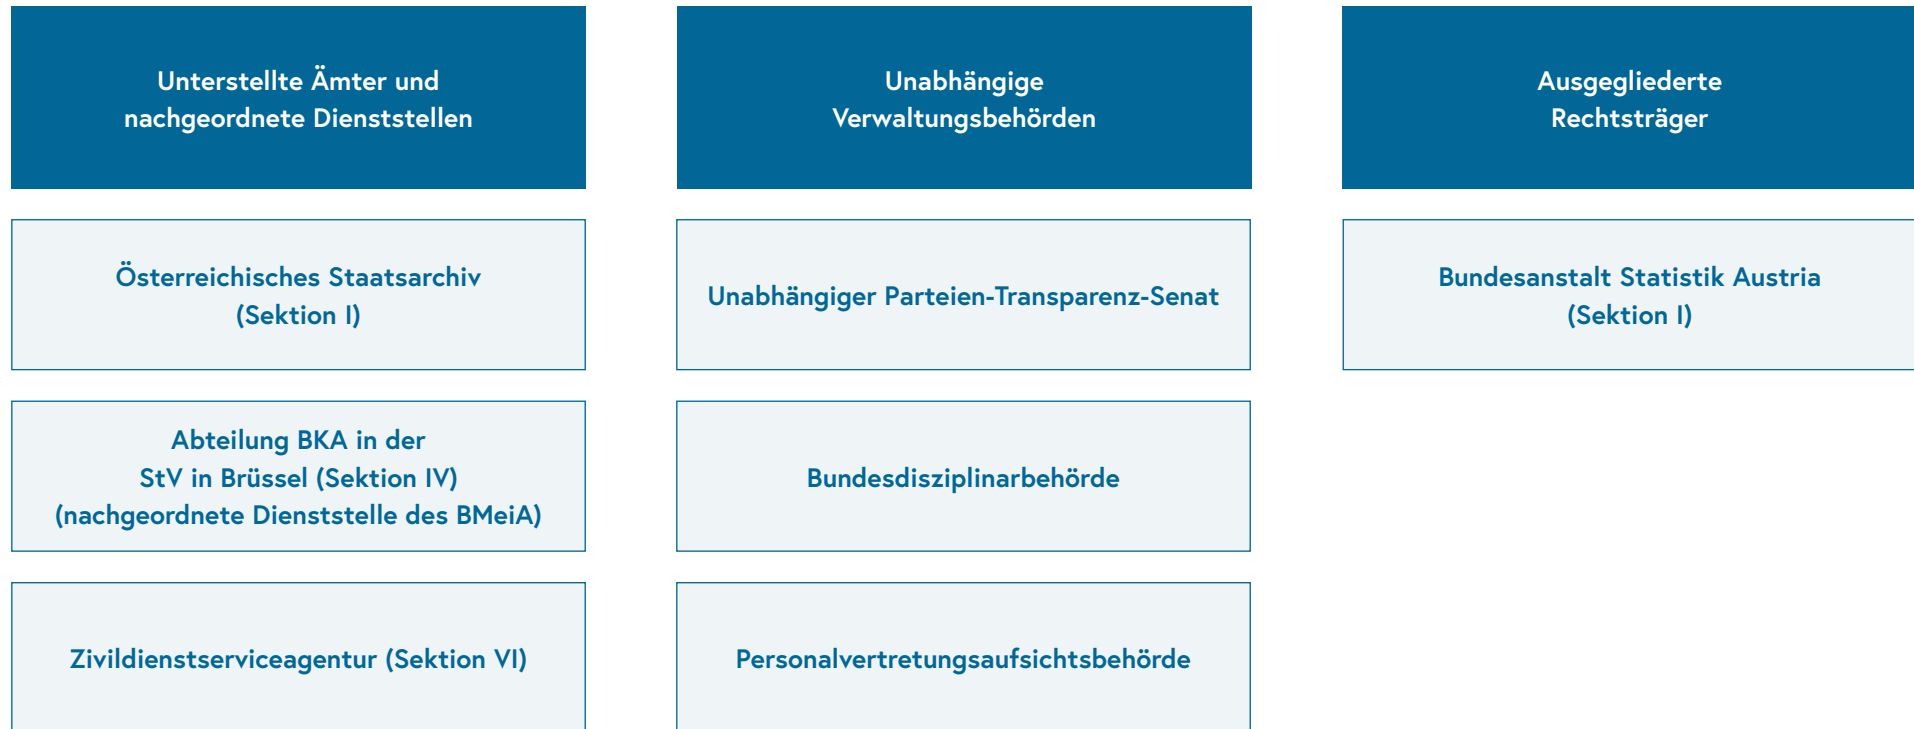 Unterstellte Ämter und
nachgeordnete Dienststellen
Österreichisches Staatsarchiv
(Sektion I)
Abteilung BKA in der
StV in Brüssel (Sektion IV)
(nachgeordnete Dienststelle des BMeiA)
Zivildienstserviceagentur (Sektion VI)
Unabhängige
Verwaltungsbehörden
Unabhängiger Parteien-Transparenz-Senat
Bundesdisziplinarbehörde
Personalvertretungsaufsichtsbehörde
Ausgegliederte
Rechtsträger
Bundesanstalt Statistik Austria
(Sektion I)